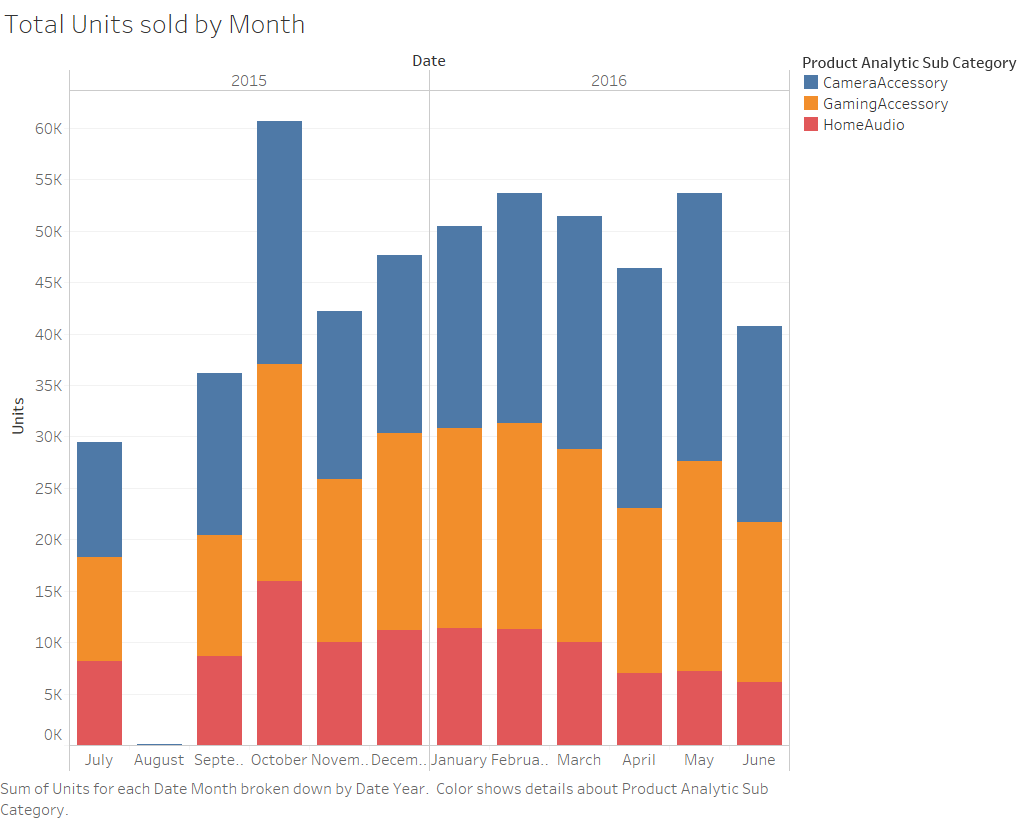 Total Units sold by Month
Date
2015
2016
Product Analytic Sub Category
CameraAccessory
GamingAccessory
HomeAudio
60K
55K
50K
45K
40K
35K
30K
25K
20K
15K
10K
5K
0K
Units
July August Septe.. October Novem.. Decem.. January Februa.. March April May June
Sum of Units for each Date Month broken down by Date Year. Color shows details about Product Analytic Sub
Category.